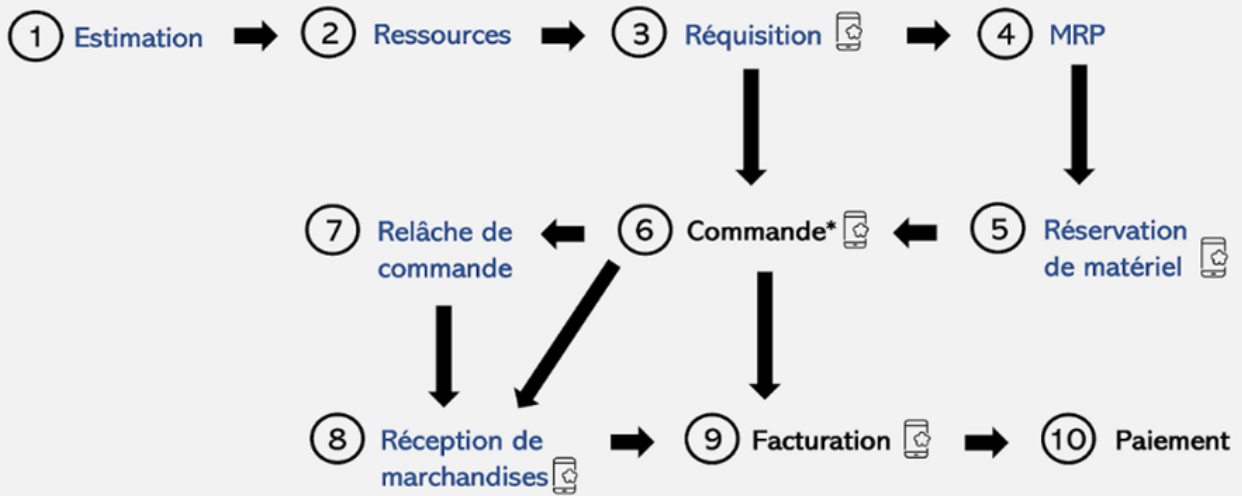 1 Estimation
2 Ressources
3 Réquisition
4 MRP
7 Relâche de
commande
6 Commande*
5 Réservation
de matériel
8 Réception de
marchandises
9 Facturation
10 Paiement